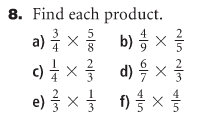 8. Find each product.
a) 3/4 × 5/8 b) 4/9 × 2/5
c) 1/4 × 2/3 d) 6/7 × 2/3
e) 2/3 × 1/3 f) 4/5 × 4/5